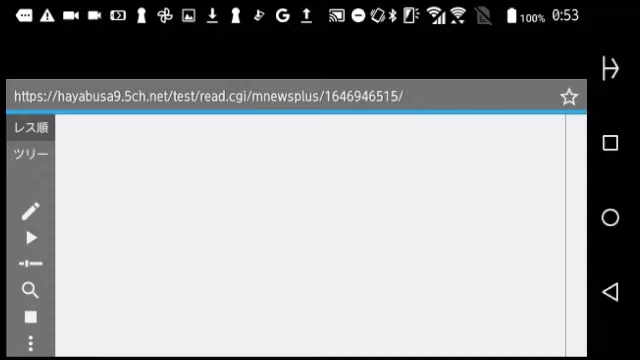 100% 0:53
https://hayabusa9.5ch.net/test/read.cgi/mnewsplus/1646946515/
レス順
ツリー